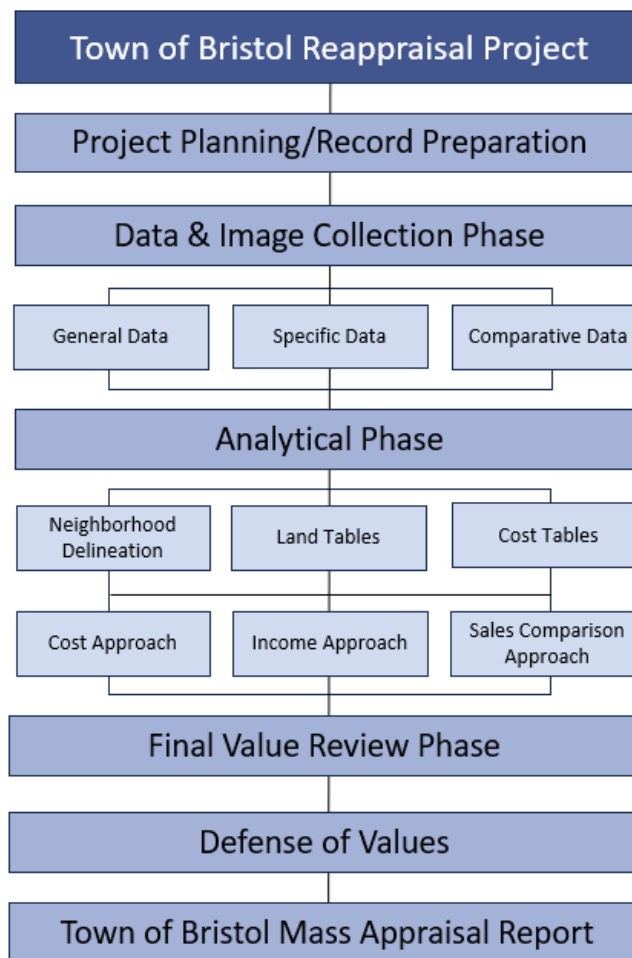 Town of Bristol Reappraisal Project
Project Planning/Record Preparation
Data & Image Collection Phase
General Data
Specific Data
Comparative Data
Analytical Phase
Neighborhood
Delineation
Land Tables
Cost Tables
Cost Approach
Income Approach
Sales Comparison
Approach
Final Value Review Phase
Defense of Values
Town of Bristol Mass Appraisal Report